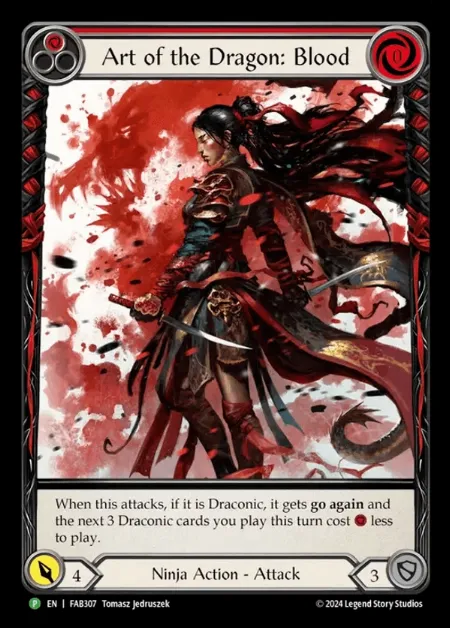 Art of the Dragon: Blood
0
When this attacks, if it is Draconic, it gets go again and
the next 3 Draconic cards you play this turn cost less
to play.
4
Ninja Action - Attack
3
P EN | FAB307 Tomasz Jedruszek
© 2024 Legend Story Studios